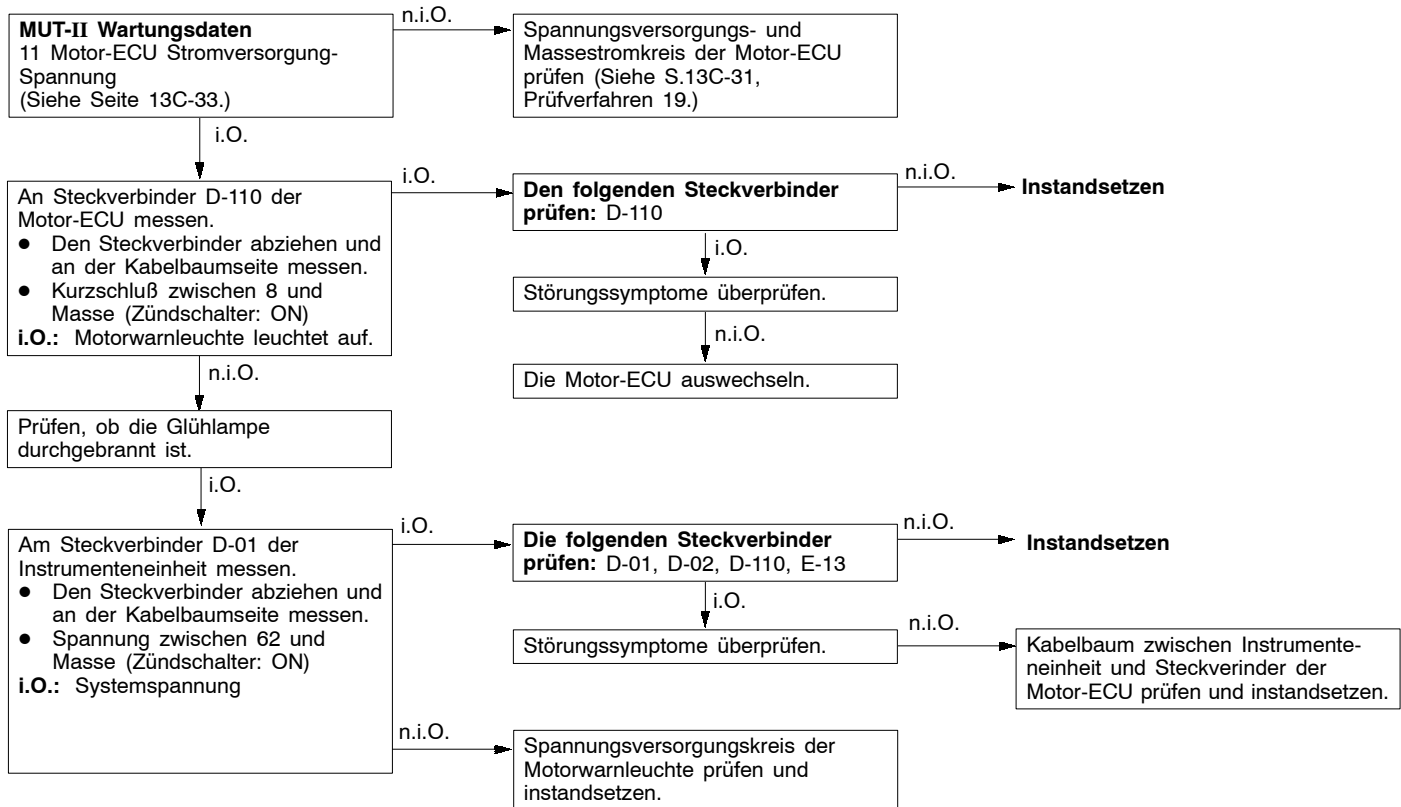 MUT-II Wartungsdaten
11 Motor-ECU Stromversorgung-
Spannung
(Siehe Seite 13C-33.)
n.i.O.
Spannungsversorgungs- und
Massestromkreis der Motor-ECU
prüfen (Siehe S.13C-31,
Prüfverfahren 19.)
i.O.
An Steckverbinder D-110 der
Motor-ECU messen.
● Den Steckverbinder abziehen und
an der Kabelbaumseite messen.
● Kurzschluß zwischen 8 und
Masse (Zündschalter: ON)
i.O.: Motorwarnleuchte leuchtet auf.
i.O.
Den folgenden Steckverbinder
prüfen: D-110
n.i.O.
Instandsetzen
i.O.
Störungssymptome überprüfen.
n.i.O.
Die Motor-ECU auswechseln.
n.i.O.
Prüfen, ob die Glühlampe
durchgebrannt ist.
i.O.
Am Steckverbinder D-01 der
Instrumenteneinheit messen.
● Den Steckverbinder abziehen und
an der Kabelbaumseite messen.
● Spannung zwischen 62 und
Masse (Zündschalter: ON)
i.O.: Systemspannung
i.O.
Die folgenden Steckverbinder
prüfen: D-01, D-02, D-110, E-13
n.i.O.
Instandsetzen
i.O.
Störungssymptome überprüfen.
n.i.O.
Kabelbaum zwischen Instrumente-
neinheit und Steckverinder der
Motor-ECU prüfen und instandsetzen.
n.i.O.
Spannungsversorgungskreis der
Motorwarnleuchte prüfen und
instandsetzen.